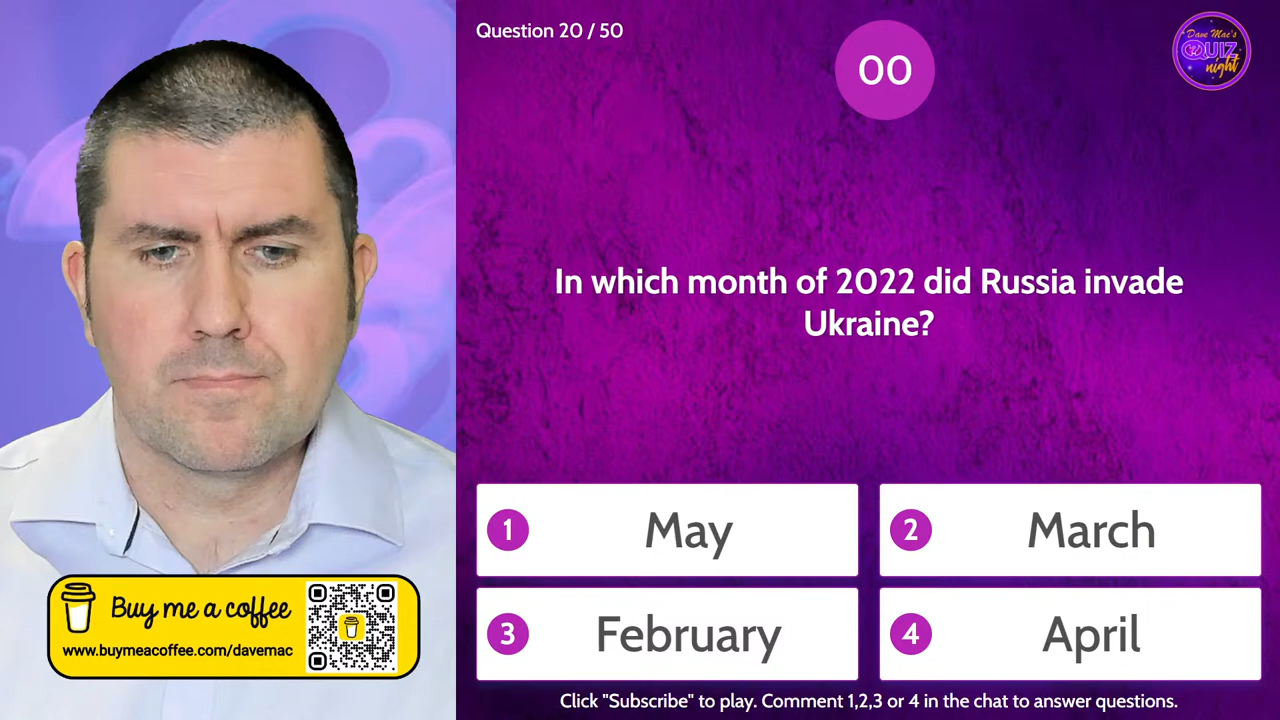 Question 20 / 50
00
Dave Mac's
QUIZ
night
In which month of 2022 did Russia invade
Ukraine?
1 May
2 March
3 February
4 April
Buy me a coffee
www.buymeacoffee.com/davemac
Click "Subscribe" to play. Comment 1,2,3 or 4 in the chat to answer questions.